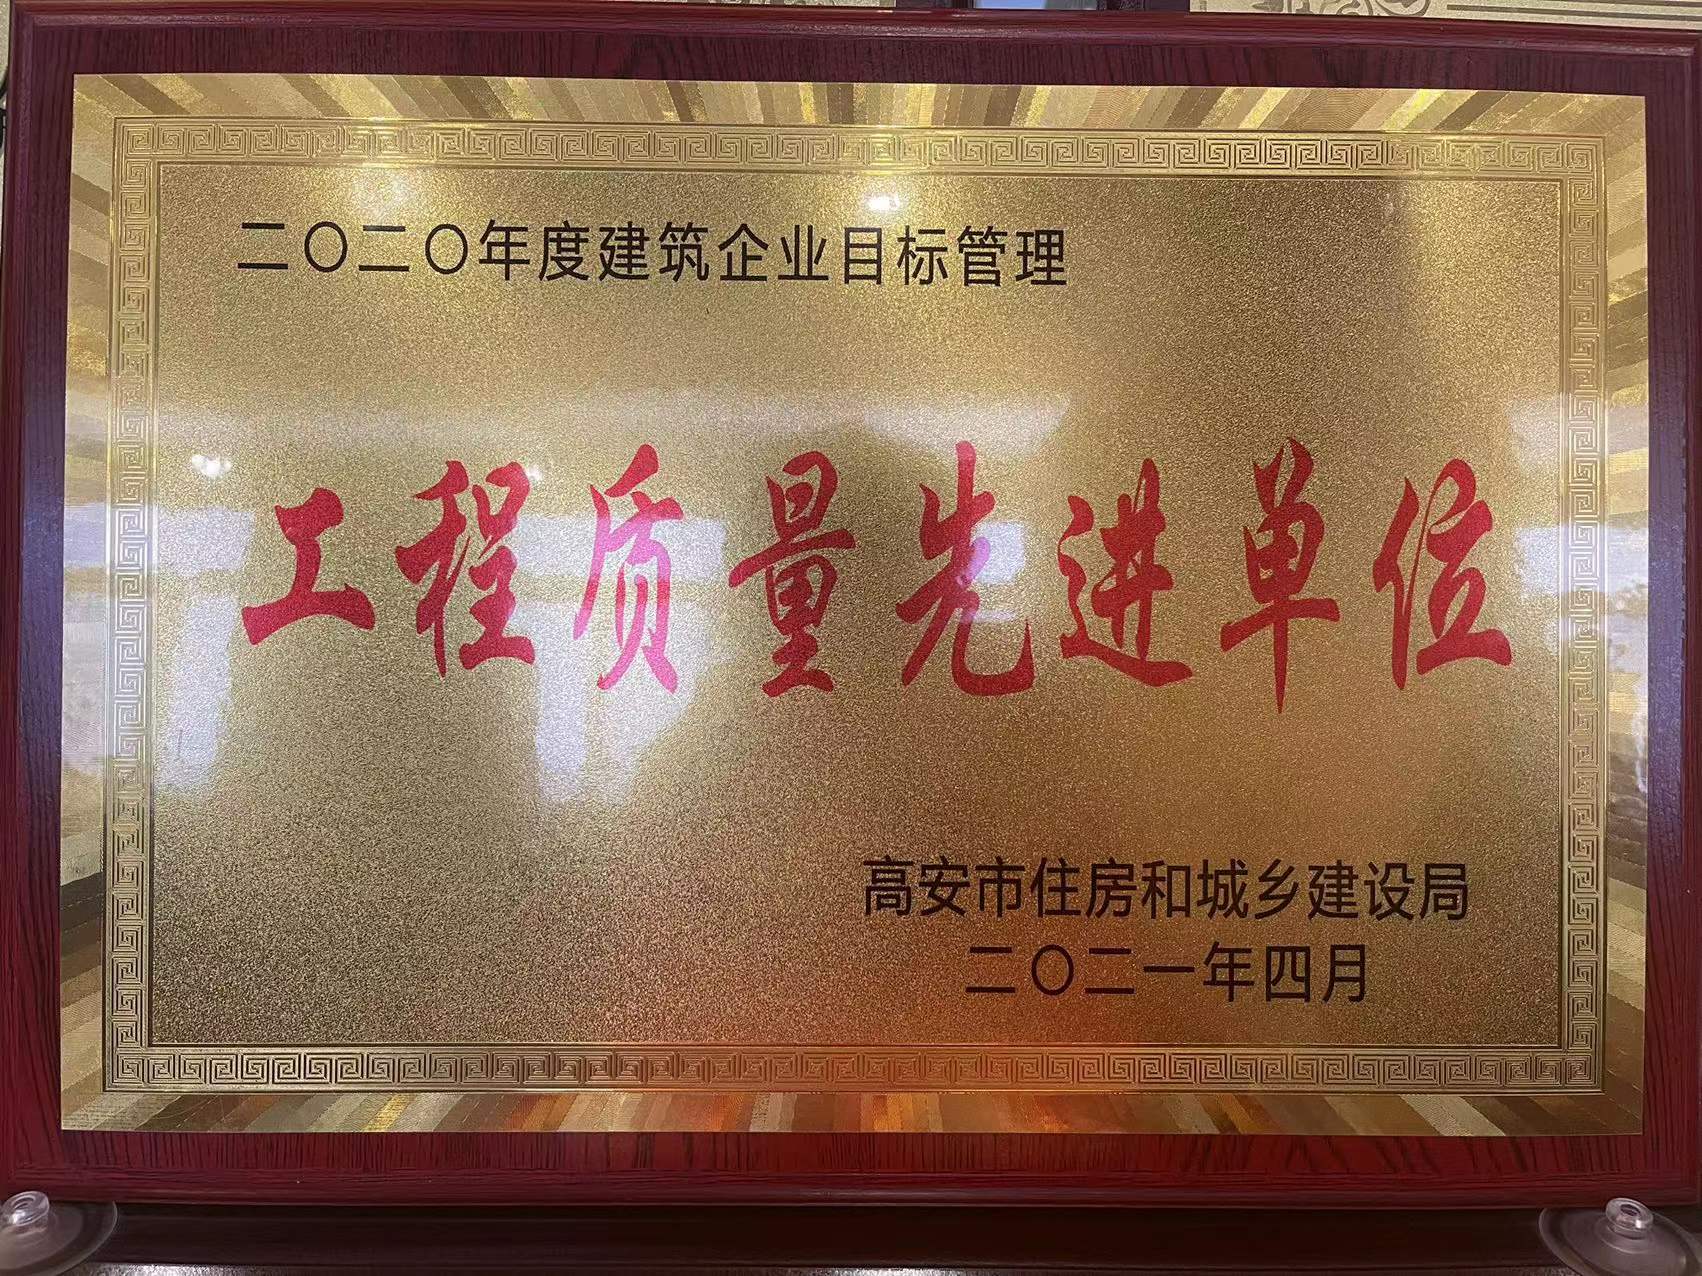 二〇二〇年度建筑企业目标管理
工程质量先进单位
高安市住房和城乡建设局
二〇二一年四月